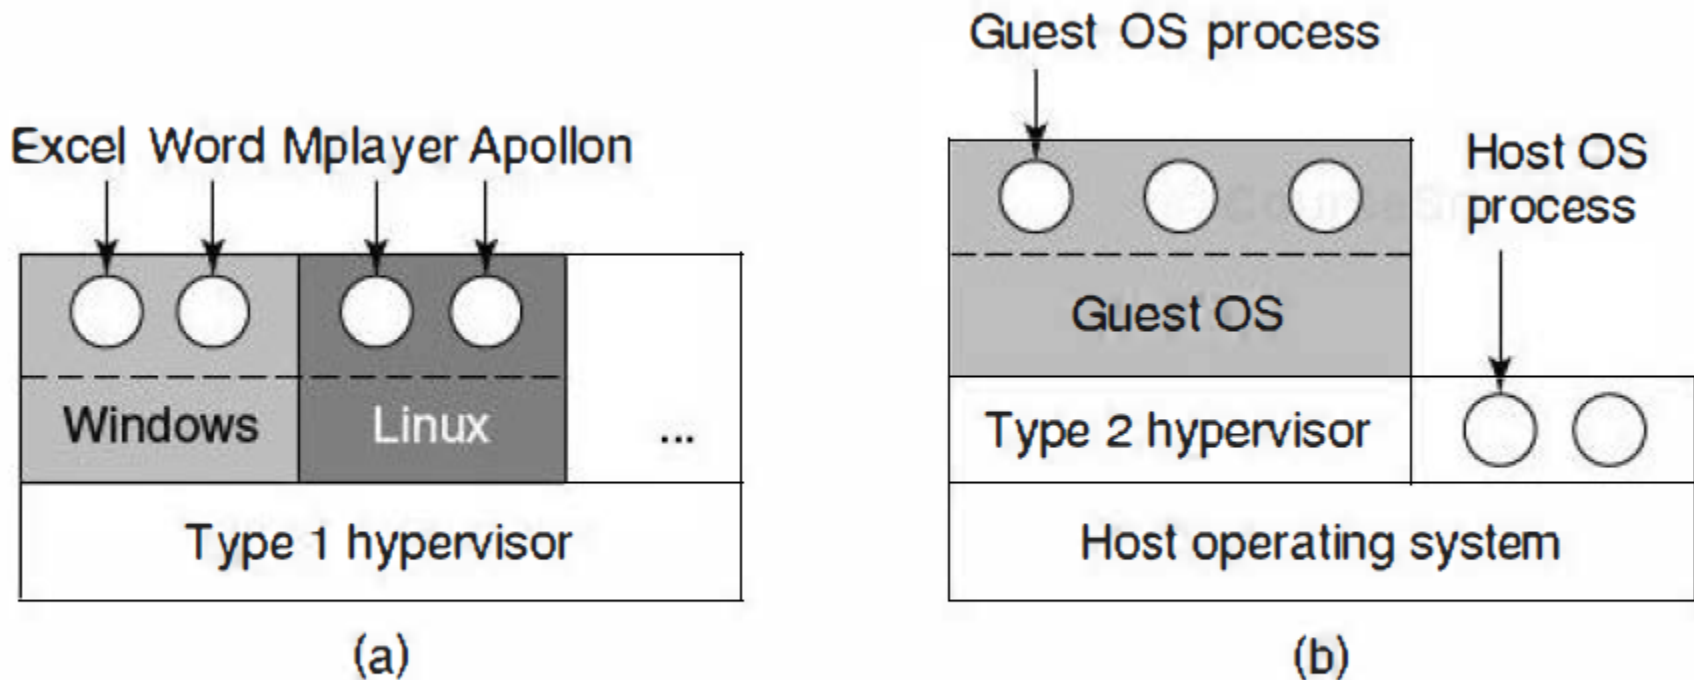 Excel Word Mplayer Apollon
Windows
Linux
...
Type 1 hypervisor
(a)
Guest OS process
Host OS
process
Guest OS
Type 2 hypervisor
Host operating system
(b)